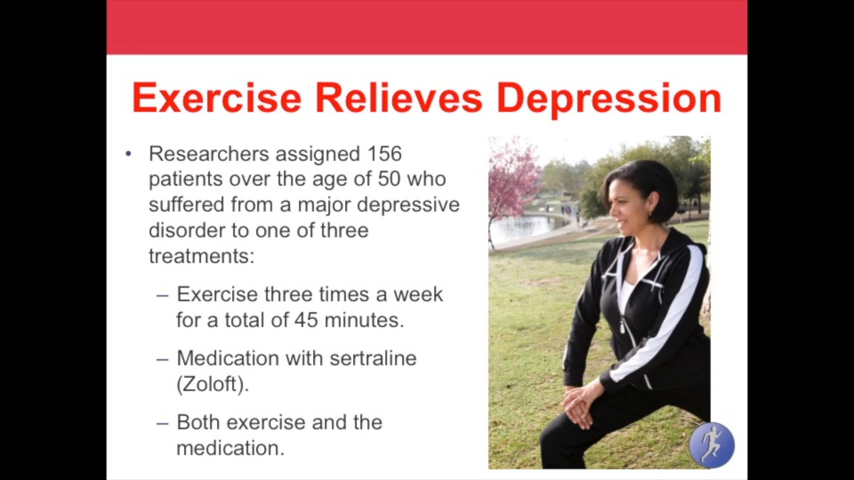 Exercise Relieves Depression
• Researchers assigned 156
patients over the age of 50 who
suffered from a major depressive
disorder to one of three
treatments:
– Exercise three times a week
for a total of 45 minutes.
– Medication with sertraline
(Zoloft).
– Both exercise and the
medication.